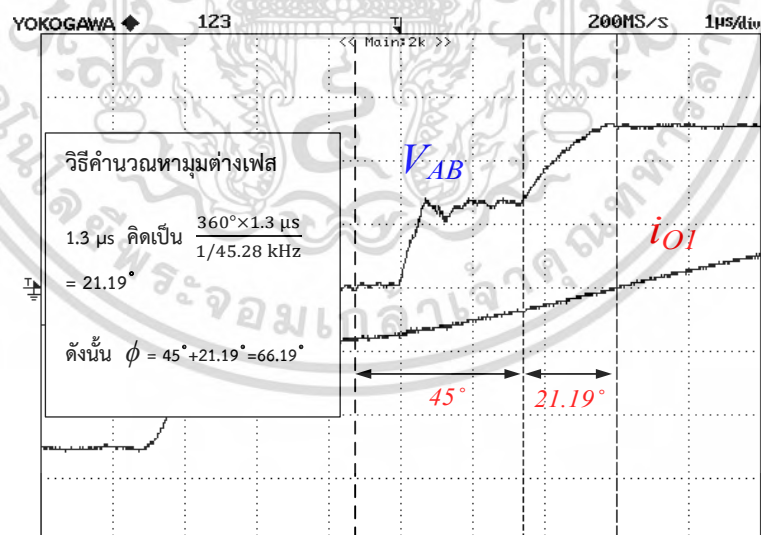 YOKOGAWA ◆ 123 200MS/s 1μs/div
<< Main:2k >>
วิธีคำนวณหามุมต่างเฟส
1.3 μs คิดเป็น 360°×1.3 μs / 1/45.28 kHz
= 21.19°
ดังนั้น ϕ = 45°+21.19°=66.19°
V_AB
i_O1
45° 21.19°